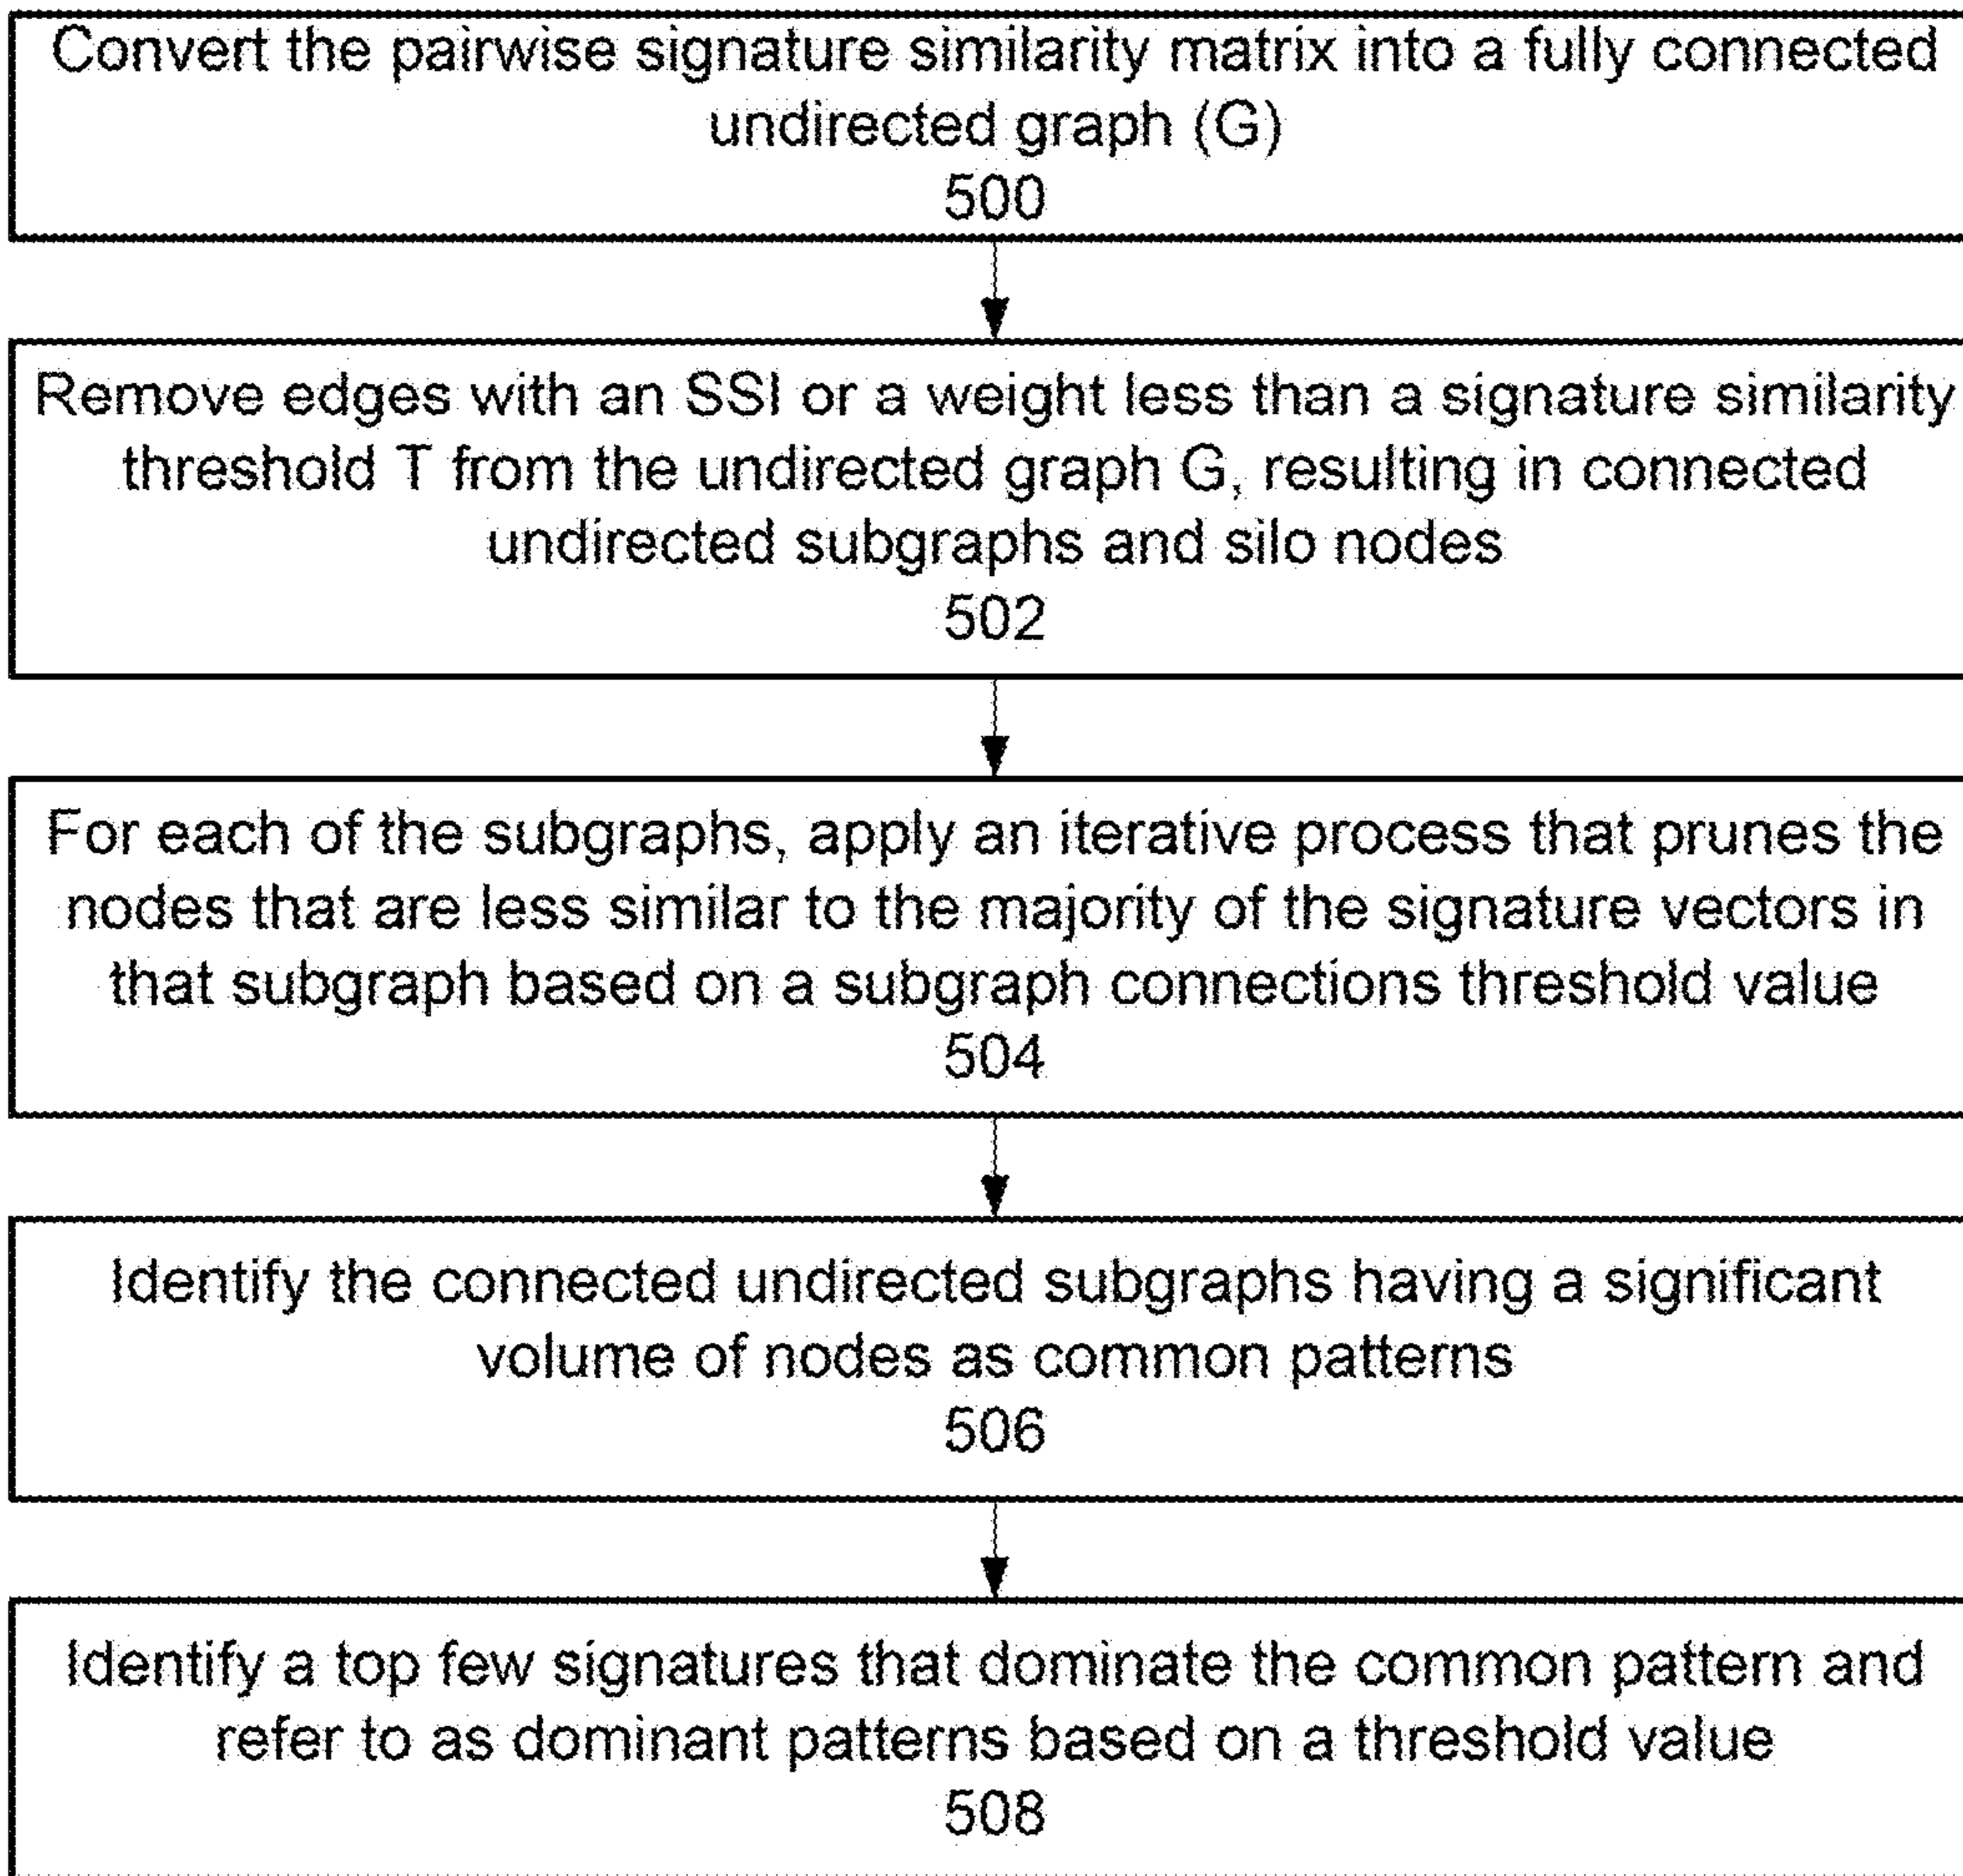 Convert the pairwise signature similarity matrix into a fully connected
undirected graph (G)
500
Remove edges with an SSI or a weight less than a signature similarity
threshold T from the undirected graph G, resulting in connected
undirected subgraphs and silo nodes
502
For each of the subgraphs, apply an iterative process that prunes the
nodes that are less similar to the majority of the signature vectors in
that subgraph based on a subgraph connections threshold value
504
Identify the connected undirected subgraphs having a significant
volume of nodes as common patterns
506
Identify a top few signatures that dominate the common pattern and
refer to as dominant patterns based on a threshold value
508